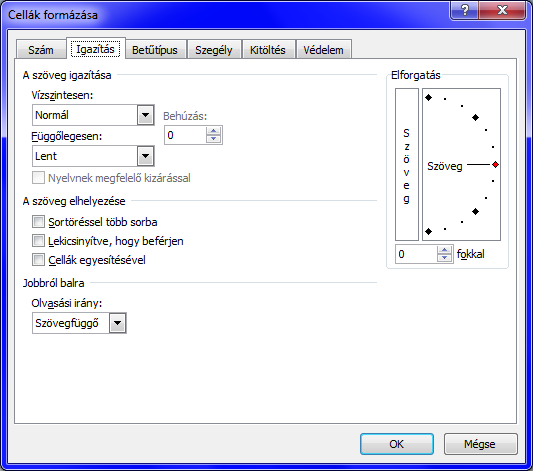 Cellák formázása
Szám Igazítás Betűtípus Szegély Kitöltés Védelem
A szöveg igazítása
Vízszintesen:
Normál
Behúzás:
0
Függőlegesen:
Lent
Nyelvnek megfelelő kizárással
A szöveg elhelyezése
Sortöréssel több sorba
Lekicsinyítve, hogy beférjen
Cellák egyesítésével
Jobbról balra
Olvasási irány:
Szövegfüggő
Elforgatás
Szöveg
Szöveg
0 fokkal
OK Mégse